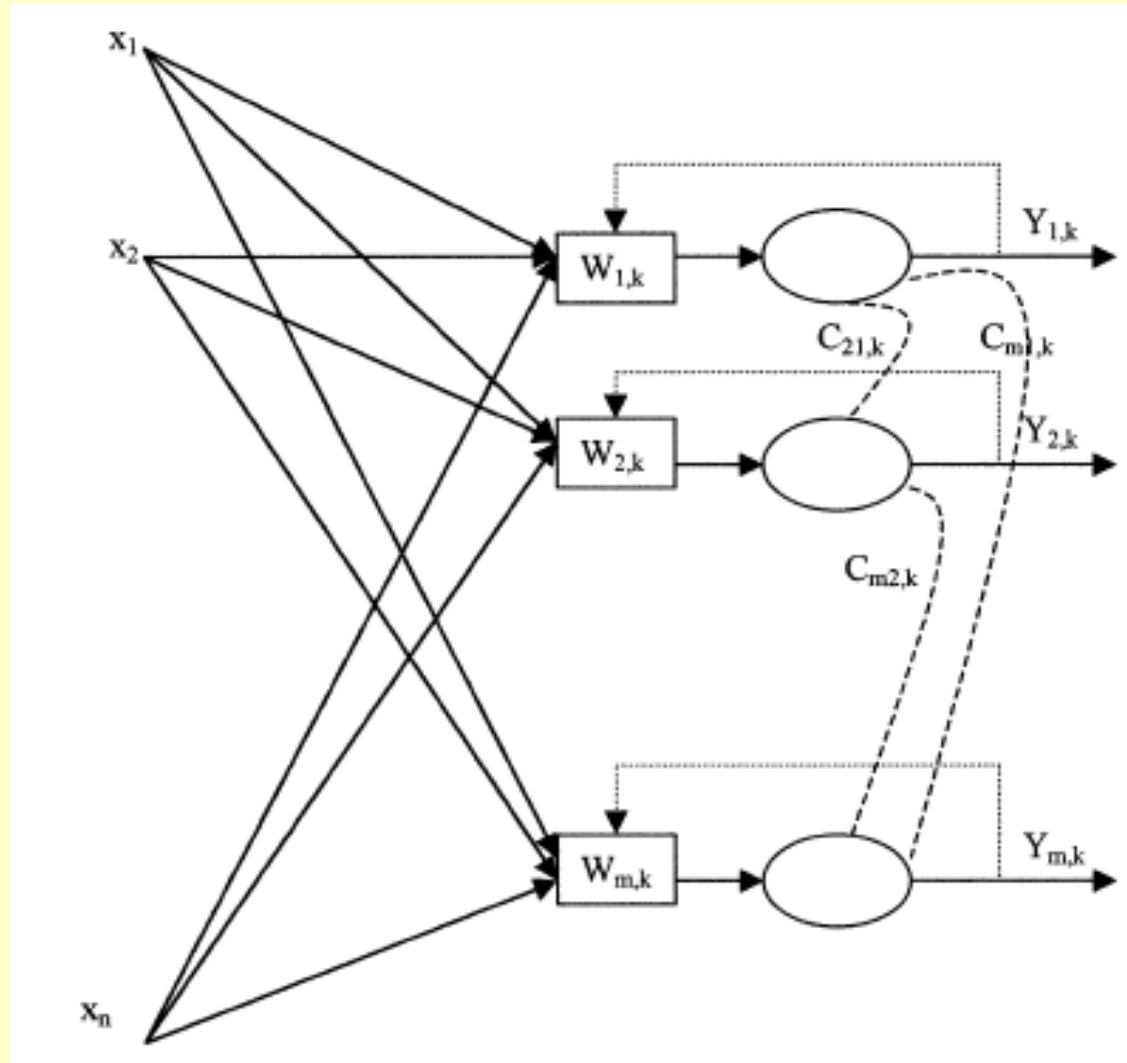 x₁
Y₁,ₖ
x₂
W₁,ₖ
C₂₁,ₖ
Cₘ₁,ₖ
Y₂,ₖ
W₂,ₖ
Cₘ₂,ₖ
Yₘ,ₖ
Wₘ,ₖ
xₙ